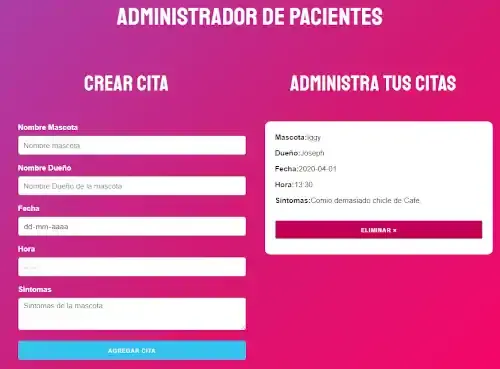 ADMINISTRADOR DE PACIENTES
CREAR CITA
Nombre Mascota
Nombre mascota
Nombre Dueño
Nombre Dueño de la mascota
Fecha
dd-mm-aaaa
Hora
--:--
Sintomas
Sintomas de la mascota
AGREGAR CITA
ADMINISTRA TUS CITAS
Mascota:Iggy
Dueño:Joseph
Fecha:2020-04-01
Hora:13:30
Sintomas:Comio demasiado chicle de Cafe
ELIMINAR ×